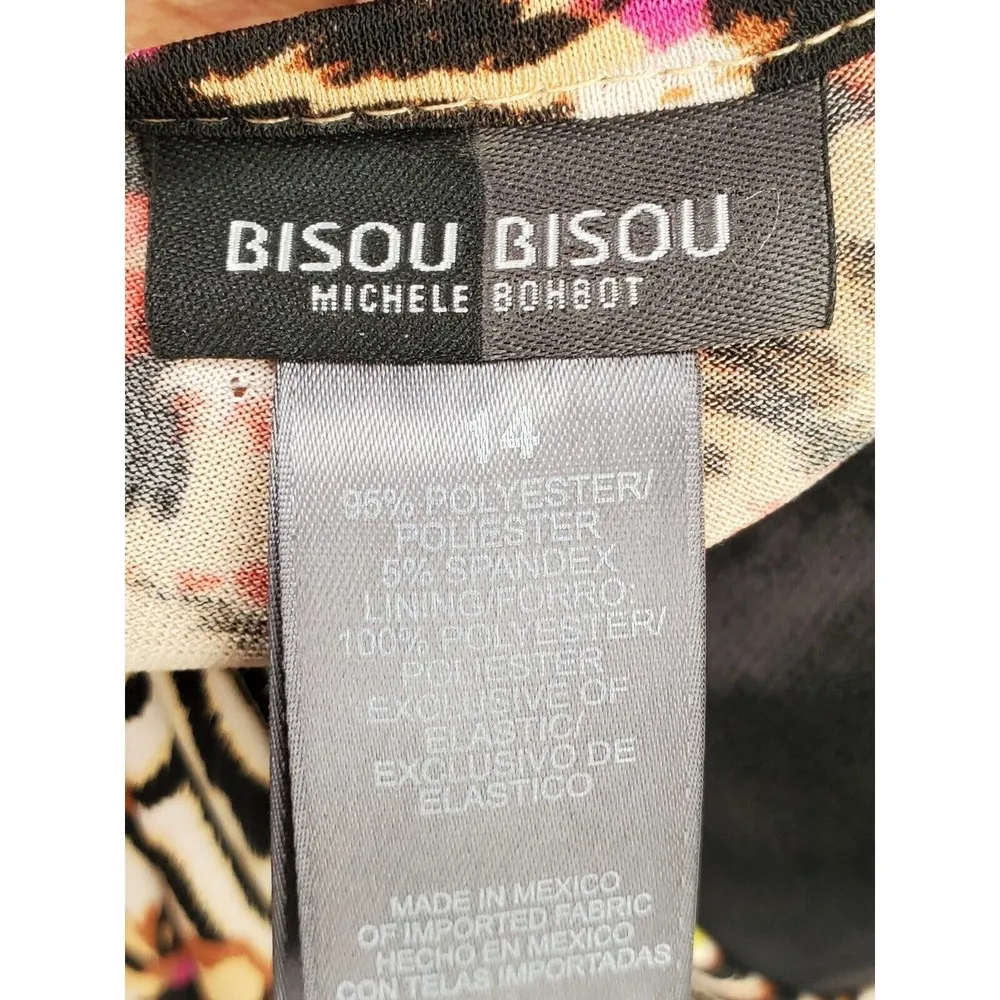 BISOU BISOU
MICHELE BOHBOT
14
95% POLYESTER/
POLIESTER
5% SPANDEX
LINING/FORRO.
100% POLYESTER/
POLIESTER
EXCLUSIVE OF
ELASTIC/
EXCLUSIVO DE
ELASTICO
MADE IN MEXICO
OF IMPORTED FABRIC
HECHO EN MEXICO
CON TELAS IMPORTADAS